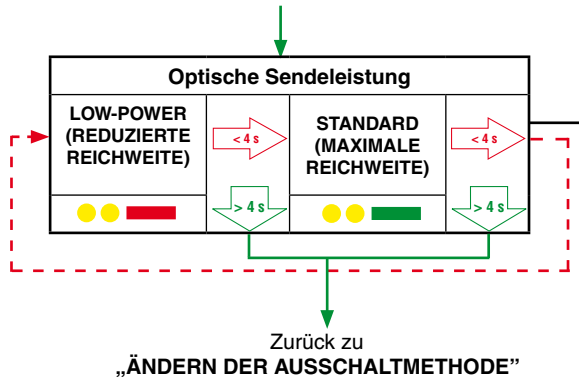 Optische Sendeleistung
LOW-POWER
(REDUZIERTE
REICHWEITE)
< 4 s
STANDARD
(MAXIMALE
REICHWEITE)
< 4 s
> 4 s
> 4 s
Zurück zu
„ÄNDERN DER AUSSCHALTMETHODE”